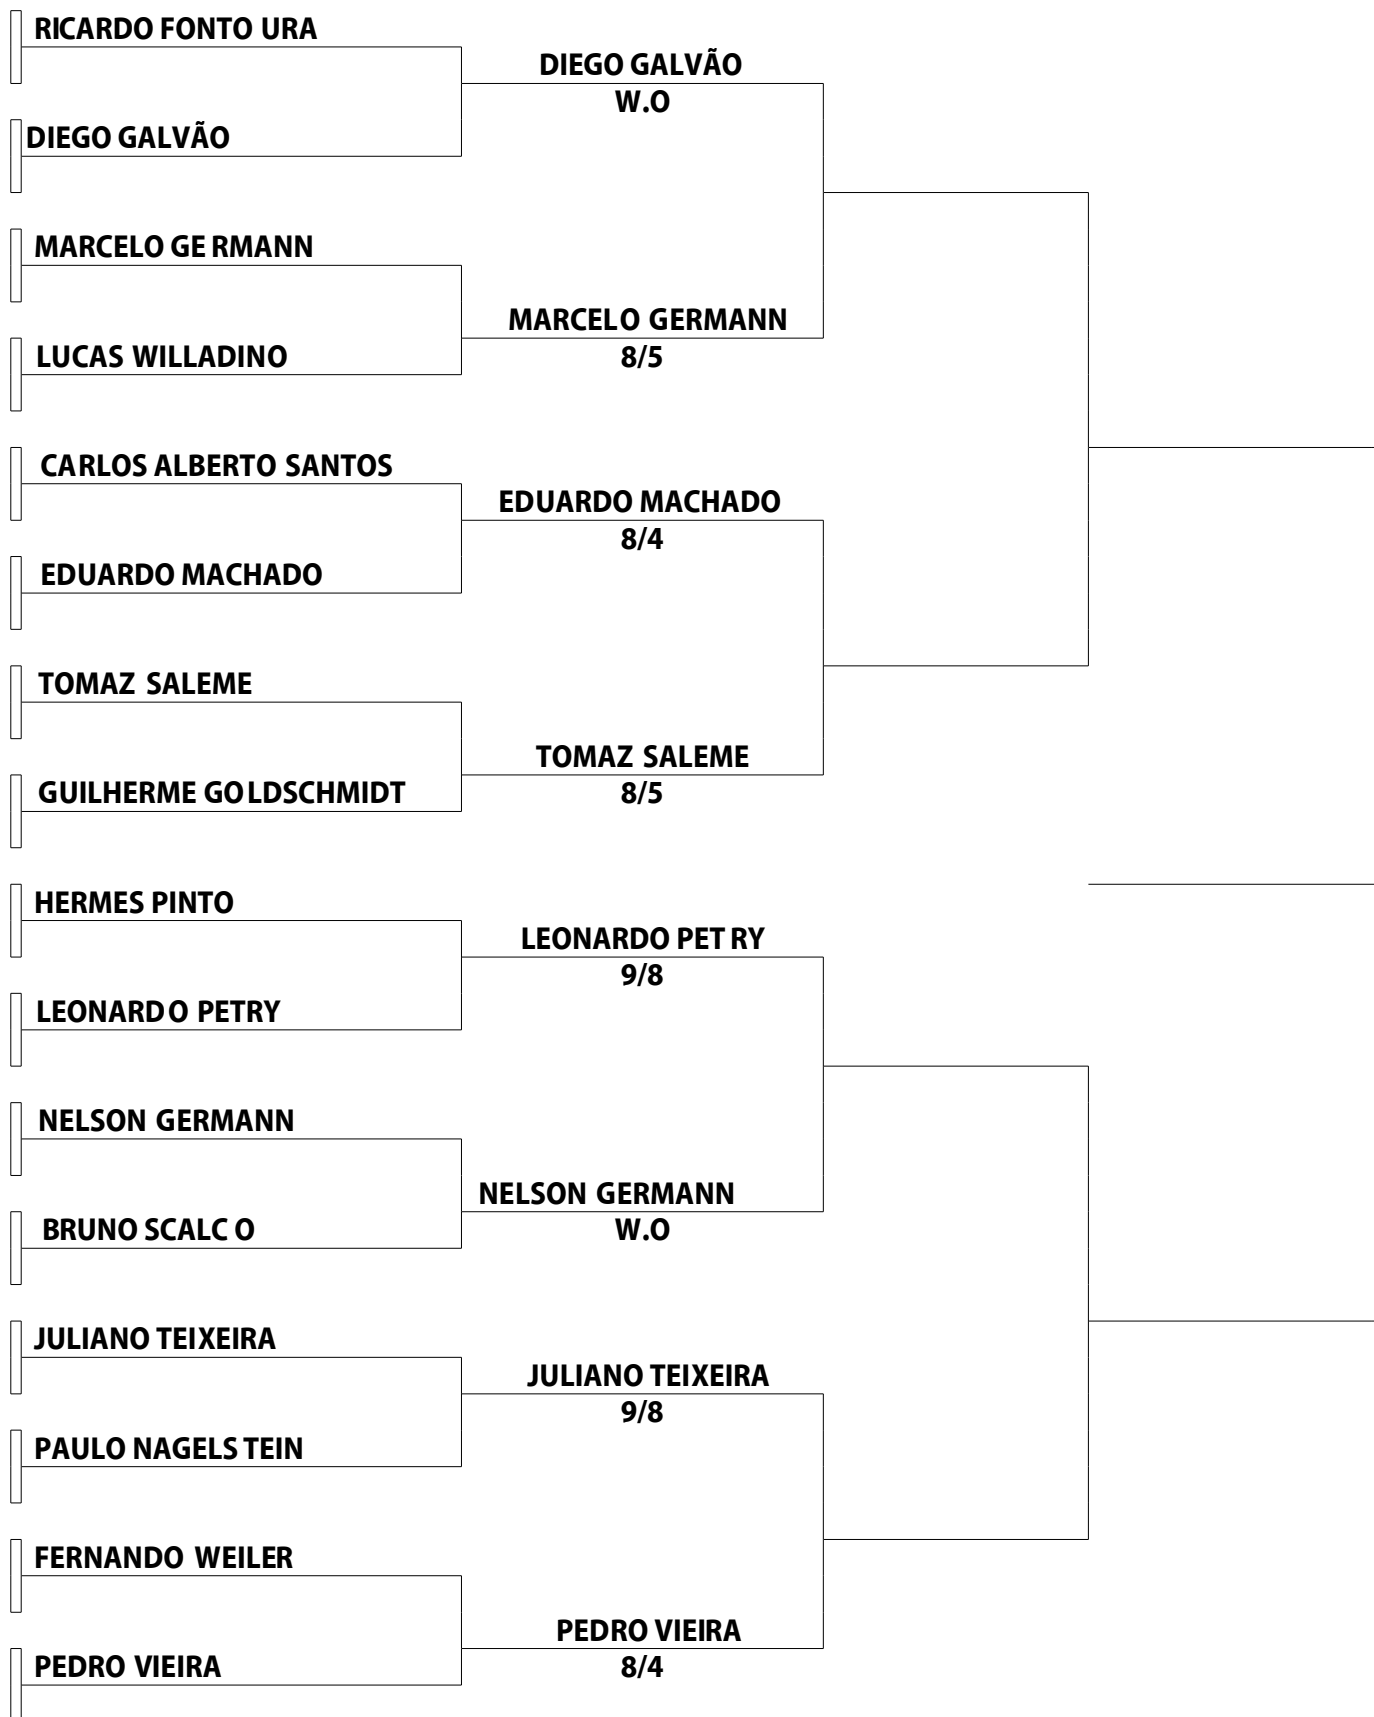 RICARDO FONTO URA
DIEGO GALVÃO
W.O
DIEGO GALVÃO
MARCELO GE RMANN
MARCELO GERMANN
8/5
LUCAS WILLADINO
CARLOS ALBERTO SANTOS
EDUARDO MACHADO
8/4
EDUARDO MACHADO
TOMAZ SALEME
TOMAZ SALEME
8/5
GUILHERME GO LDSCHMIDT
HERMES PINTO
LEONARDO PET RY
9/8
LEONARD O PETRY
NELSON GERMANN
NELSON GERMANN
W.O
BRUNO SCALC O
JULIANO TEIXEIRA
JULIANO TEIXEIRA
9/8
PAULO NAGELS TEIN
FERNANDO WEILER
PEDRO VIEIRA
8/4
PEDRO VIEIRA